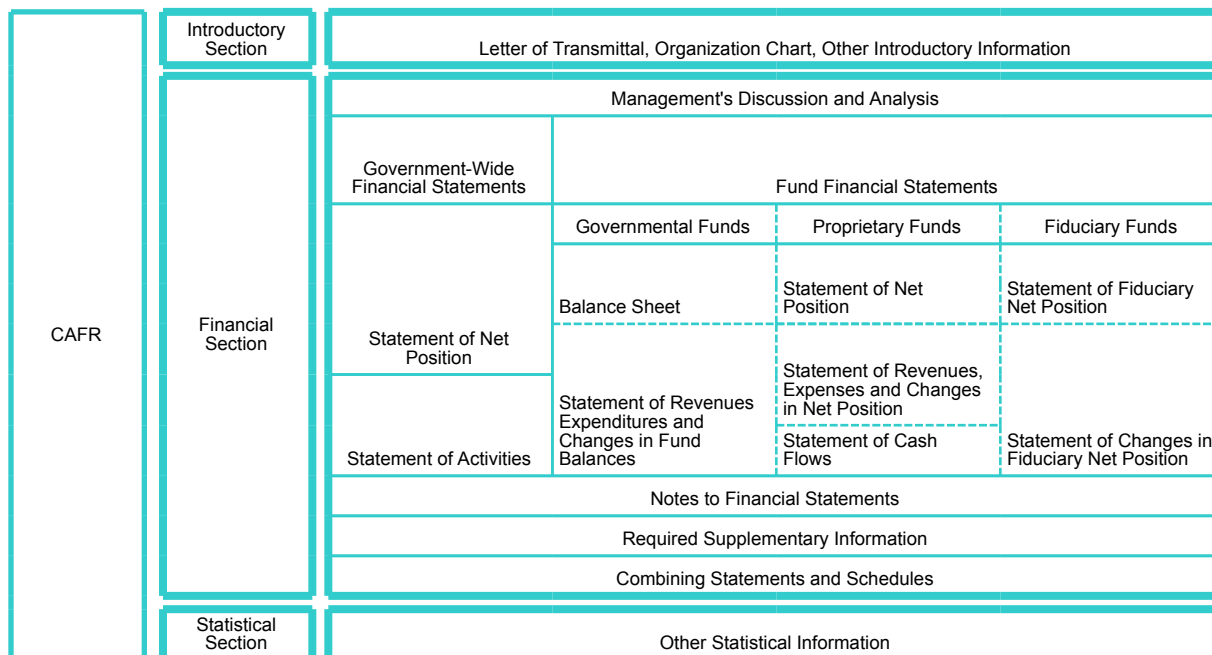 Introductory
Section
Letter of Transmittal, Organization Chart, Other Introductory Information
CAFR
Financial
Section
Management's Discussion and Analysis
Government-Wide
Financial Statements
Fund Financial Statements
Governmental Funds
Proprietary Funds
Fiduciary Funds
Statement of Net
Position
Balance Sheet
Statement of Net
Position
Statement of Fiduciary
Net Position
Statement of Activities
Statement of Revenues
Expenditures and
Changes in Fund
Balances
Statement of Revenues,
Expenses and Changes
in Net Position
Statement of Cash
Flows
Statement of Changes in
Fiduciary Net Position
Notes to Financial Statements
Required Supplementary Information
Combining Statements and Schedules
Statistical
Section
Other Statistical Information